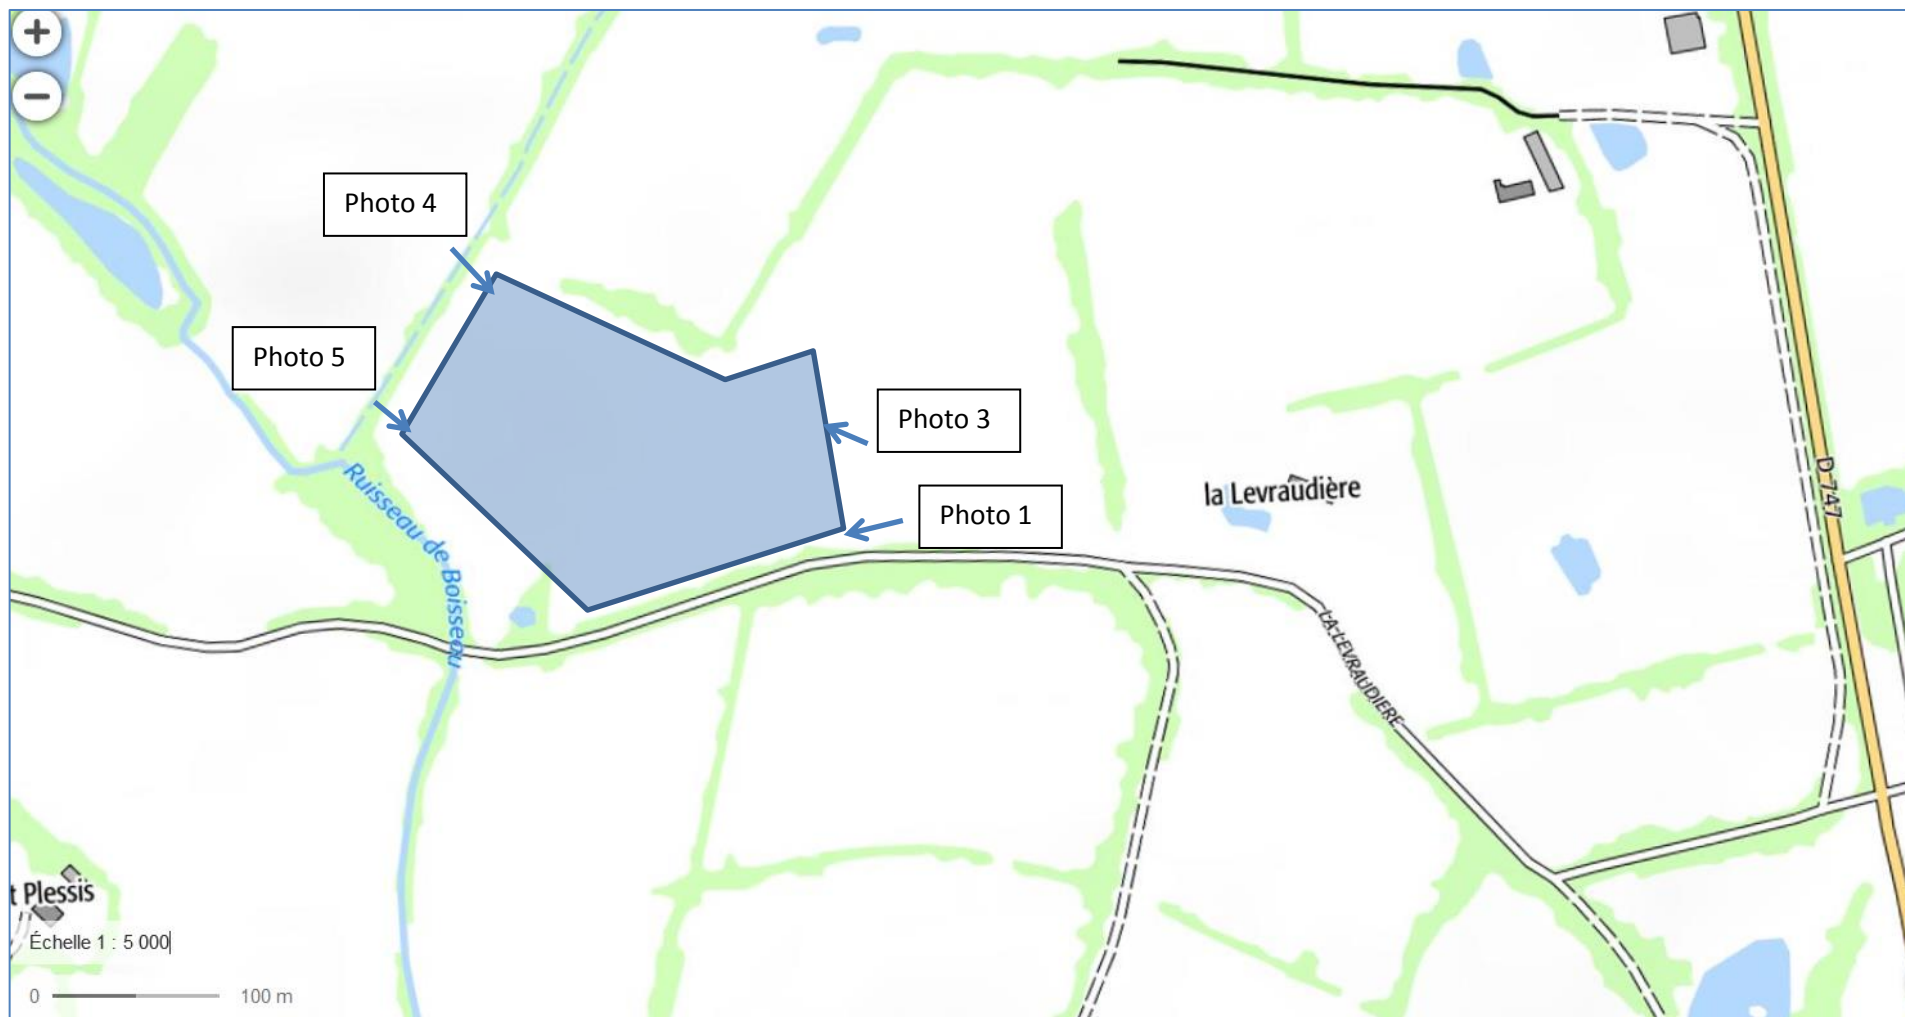 +
−
Photo 4
Photo 5
Photo 3
Photo 1
la Levraudière
D 747
Ruisseau de Boisseau
LA LEVRAUDIERE
t Plessis
Échelle 1 : 5 000
0 100 m